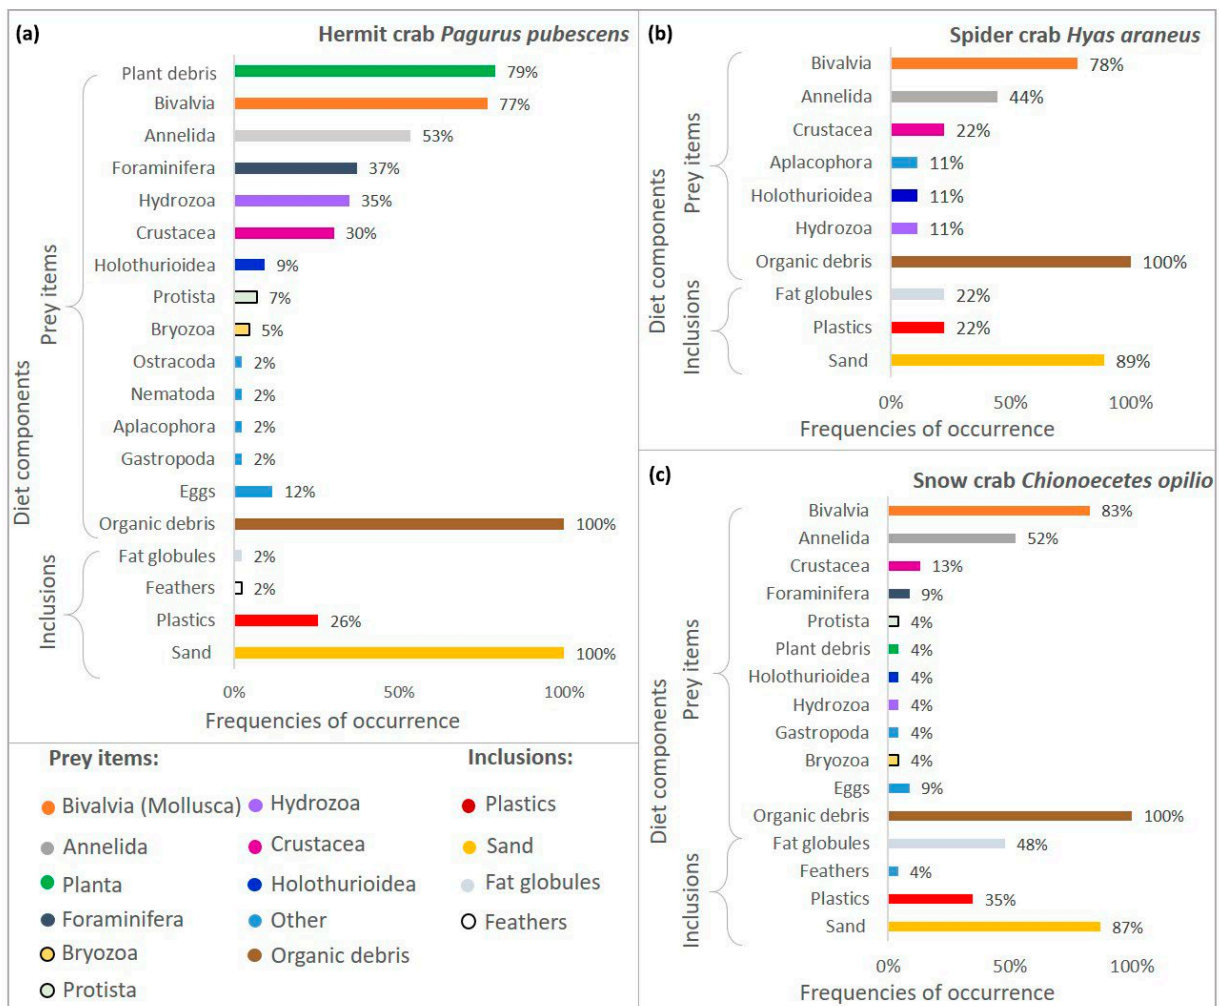 (a)
Hermit crab Pagurus pubescens
Diet components
Prey items
Plant debris 79%
Bivalvia 77%
Annelida 53%
Foraminifera 37%
Hydrozoa 35%
Crustacea 30%
Holothurioidea 9%
Protista 7%
Bryozoa 5%
Ostracoda 2%
Nematoda 2%
Aplacophora 2%
Gastropoda 2%
Eggs 12%
Organic debris 100%
Inclusions
Fat globules 2%
Feathers 2%
Plastics 26%
Sand 100%
0% 50% 100%
Frequencies of occurrence
(b)
Spider crab Hyas araneus
Diet components
Prey items
Bivalvia 78%
Annelida 44%
Crustacea 22%
Aplacophora 11%
Holothurioidea 11%
Hydrozoa 11%
Organic debris 100%
Inclusions
Fat globules 22%
Plastics 22%
Sand 89%
0% 50% 100%
Frequencies of occurrence
(c)
Snow crab Chionoecetes opilio
Diet components
Prey items
Bivalvia 83%
Annelida 52%
Crustacea 13%
Foraminifera 9%
Protista 4%
Plant debris 4%
Holothurioidea 4%
Hydrozoa 4%
Gastropoda 4%
Bryozoa 4%
Eggs 9%
Organic debris 100%
Inclusions
Fat globules 48%
Feathers 4%
Plastics 35%
Sand 87%
0% 50% 100%
Frequencies of occurrence
Prey items:
Bivalvia (Mollusca)
Annelida
Planta
Foraminifera
Bryozoa
Protista
Hydrozoa
Crustacea
Holothurioidea
Other
Organic debris
Inclusions:
Plastics
Sand
Fat globules
Feathers